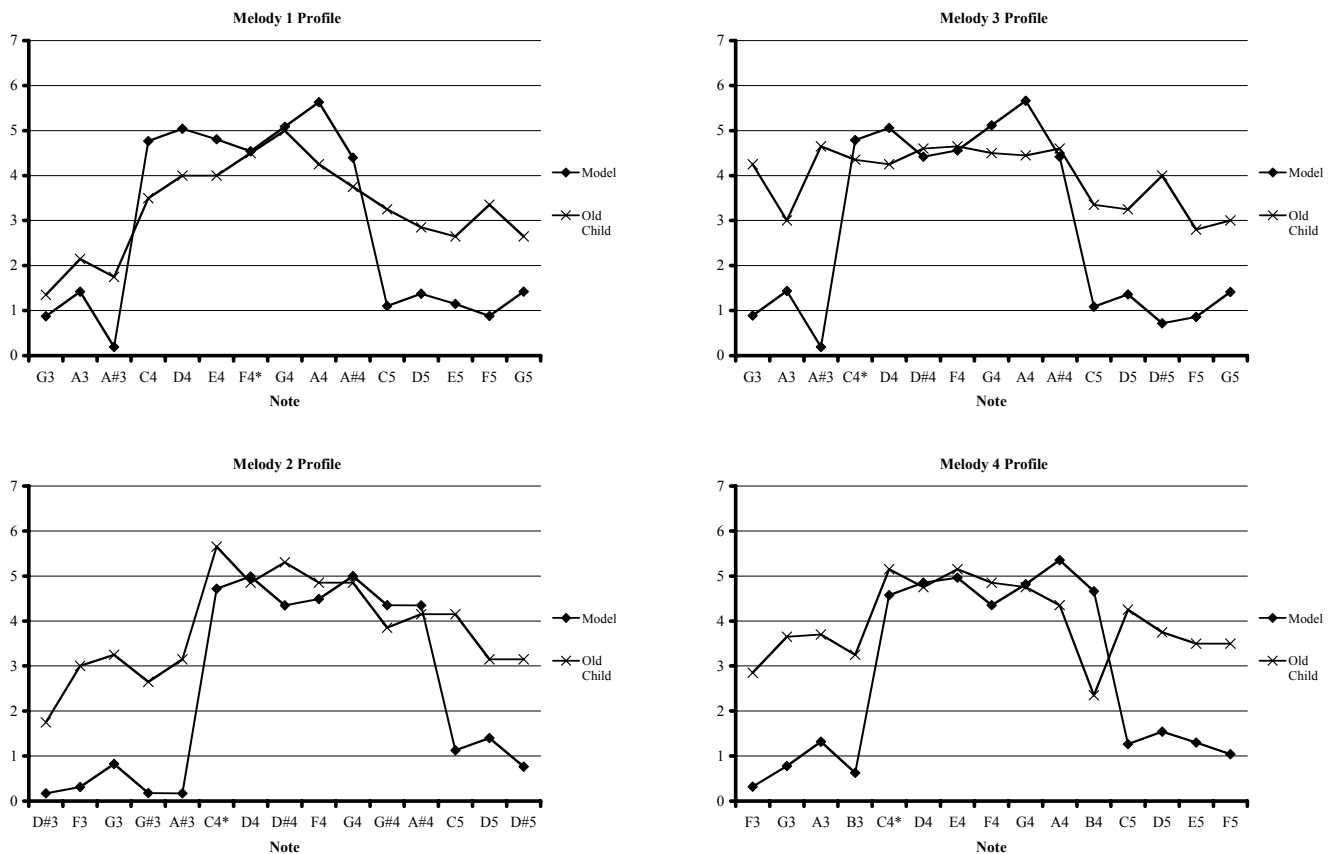 Melody 1 Profile
7
6
5
4
3
2
1
0
G3 A3 A#3 C4 D4 E4 F4* G4 A4 A#4 C5 D5 E5 F5 G5
Note
Model
Old
Child
Melody 3 Profile
7
6
5
4
3
2
1
0
G3 A3 A#3 C4* D4 D#4 F4 G4 A4 A#4 C5 D5 D#5 F5 G5
Note
Model
Old
Child
Melody 2 Profile
7
6
5
4
3
2
1
0
D#3 F3 G3 G#3 A#3 C4* D4 D#4 F4 G4 G#4 A#4 C5 D5 D#5
Note
Model
Old
Child
Melody 4 Profile
7
6
5
4
3
2
1
0
F3 G3 A3 B3 C4* D4 E4 F4 G4 A4 B4 C5 D5 E5 F5
Note
Model
Old
Child